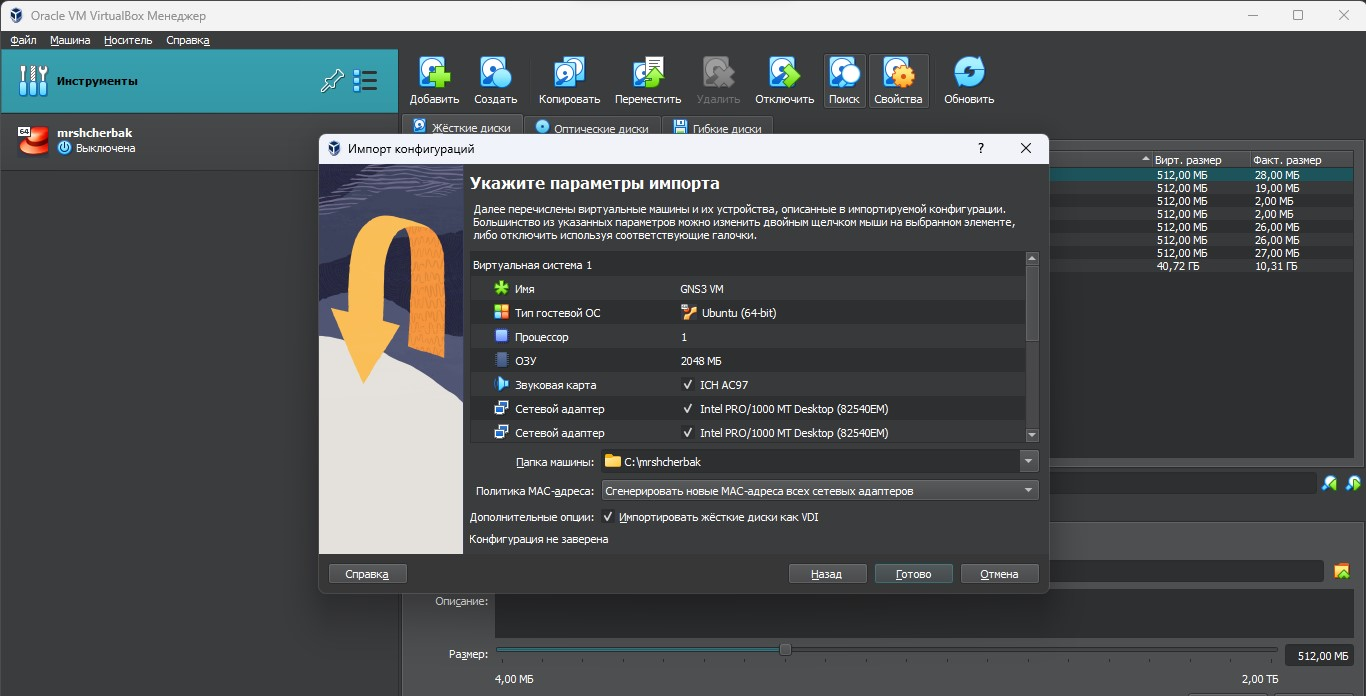 Oracle VM VirtualBox Менеджер
Файл Машина Носитель Справка
Инструменты
Добавить Создать Копировать Переместить Удалить Отключить Поиск Свойства Обновить
64
mrshcherbak
Выключена
Жёсткие диски Оптические диски Гибкие диски
Вирт. размер Факт. размер
512,00 МБ 28,00 МБ
512,00 МБ 19,00 МБ
512,00 МБ 2,00 МБ
512,00 МБ 2,00 МБ
512,00 МБ 26,00 МБ
512,00 МБ 26,00 МБ
512,00 МБ 27,00 МБ
40,72 ГБ 10,31 ГБ
Импорт конфигураций ?
Укажите параметры импорта
Далее перечислены виртуальные машины и их устройства, описанные в импортируемой конфигурации.
Большинство из указанных параметров можно изменить двойным щелчком мыши на выбранном элементе,
либо отключить используя соответствующие галочки.
Виртуальная система 1
Имя GNS3 VM
Тип гостевой ОС Ubuntu (64-bit)
Процессор 1
ОЗУ 2048 МБ
Звуковая карта ICH AC97
Сетевой адаптер Intel PRO/1000 MT Desktop (82540EM)
Сетевой адаптер Intel PRO/1000 MT Desktop (82540EM)
Папка машины: C:\mrshcherbak
Политика MAC-адреса: Сгенерировать новые MAC-адреса всех сетевых адаптеров
Дополнительные опции: Импортировать жёсткие диски как VDI
Конфигурация не заверена
Справка Назад Готово Отмена
Описание:
Размер: 512,00 МБ
4,00 МБ 2,00 ТБ